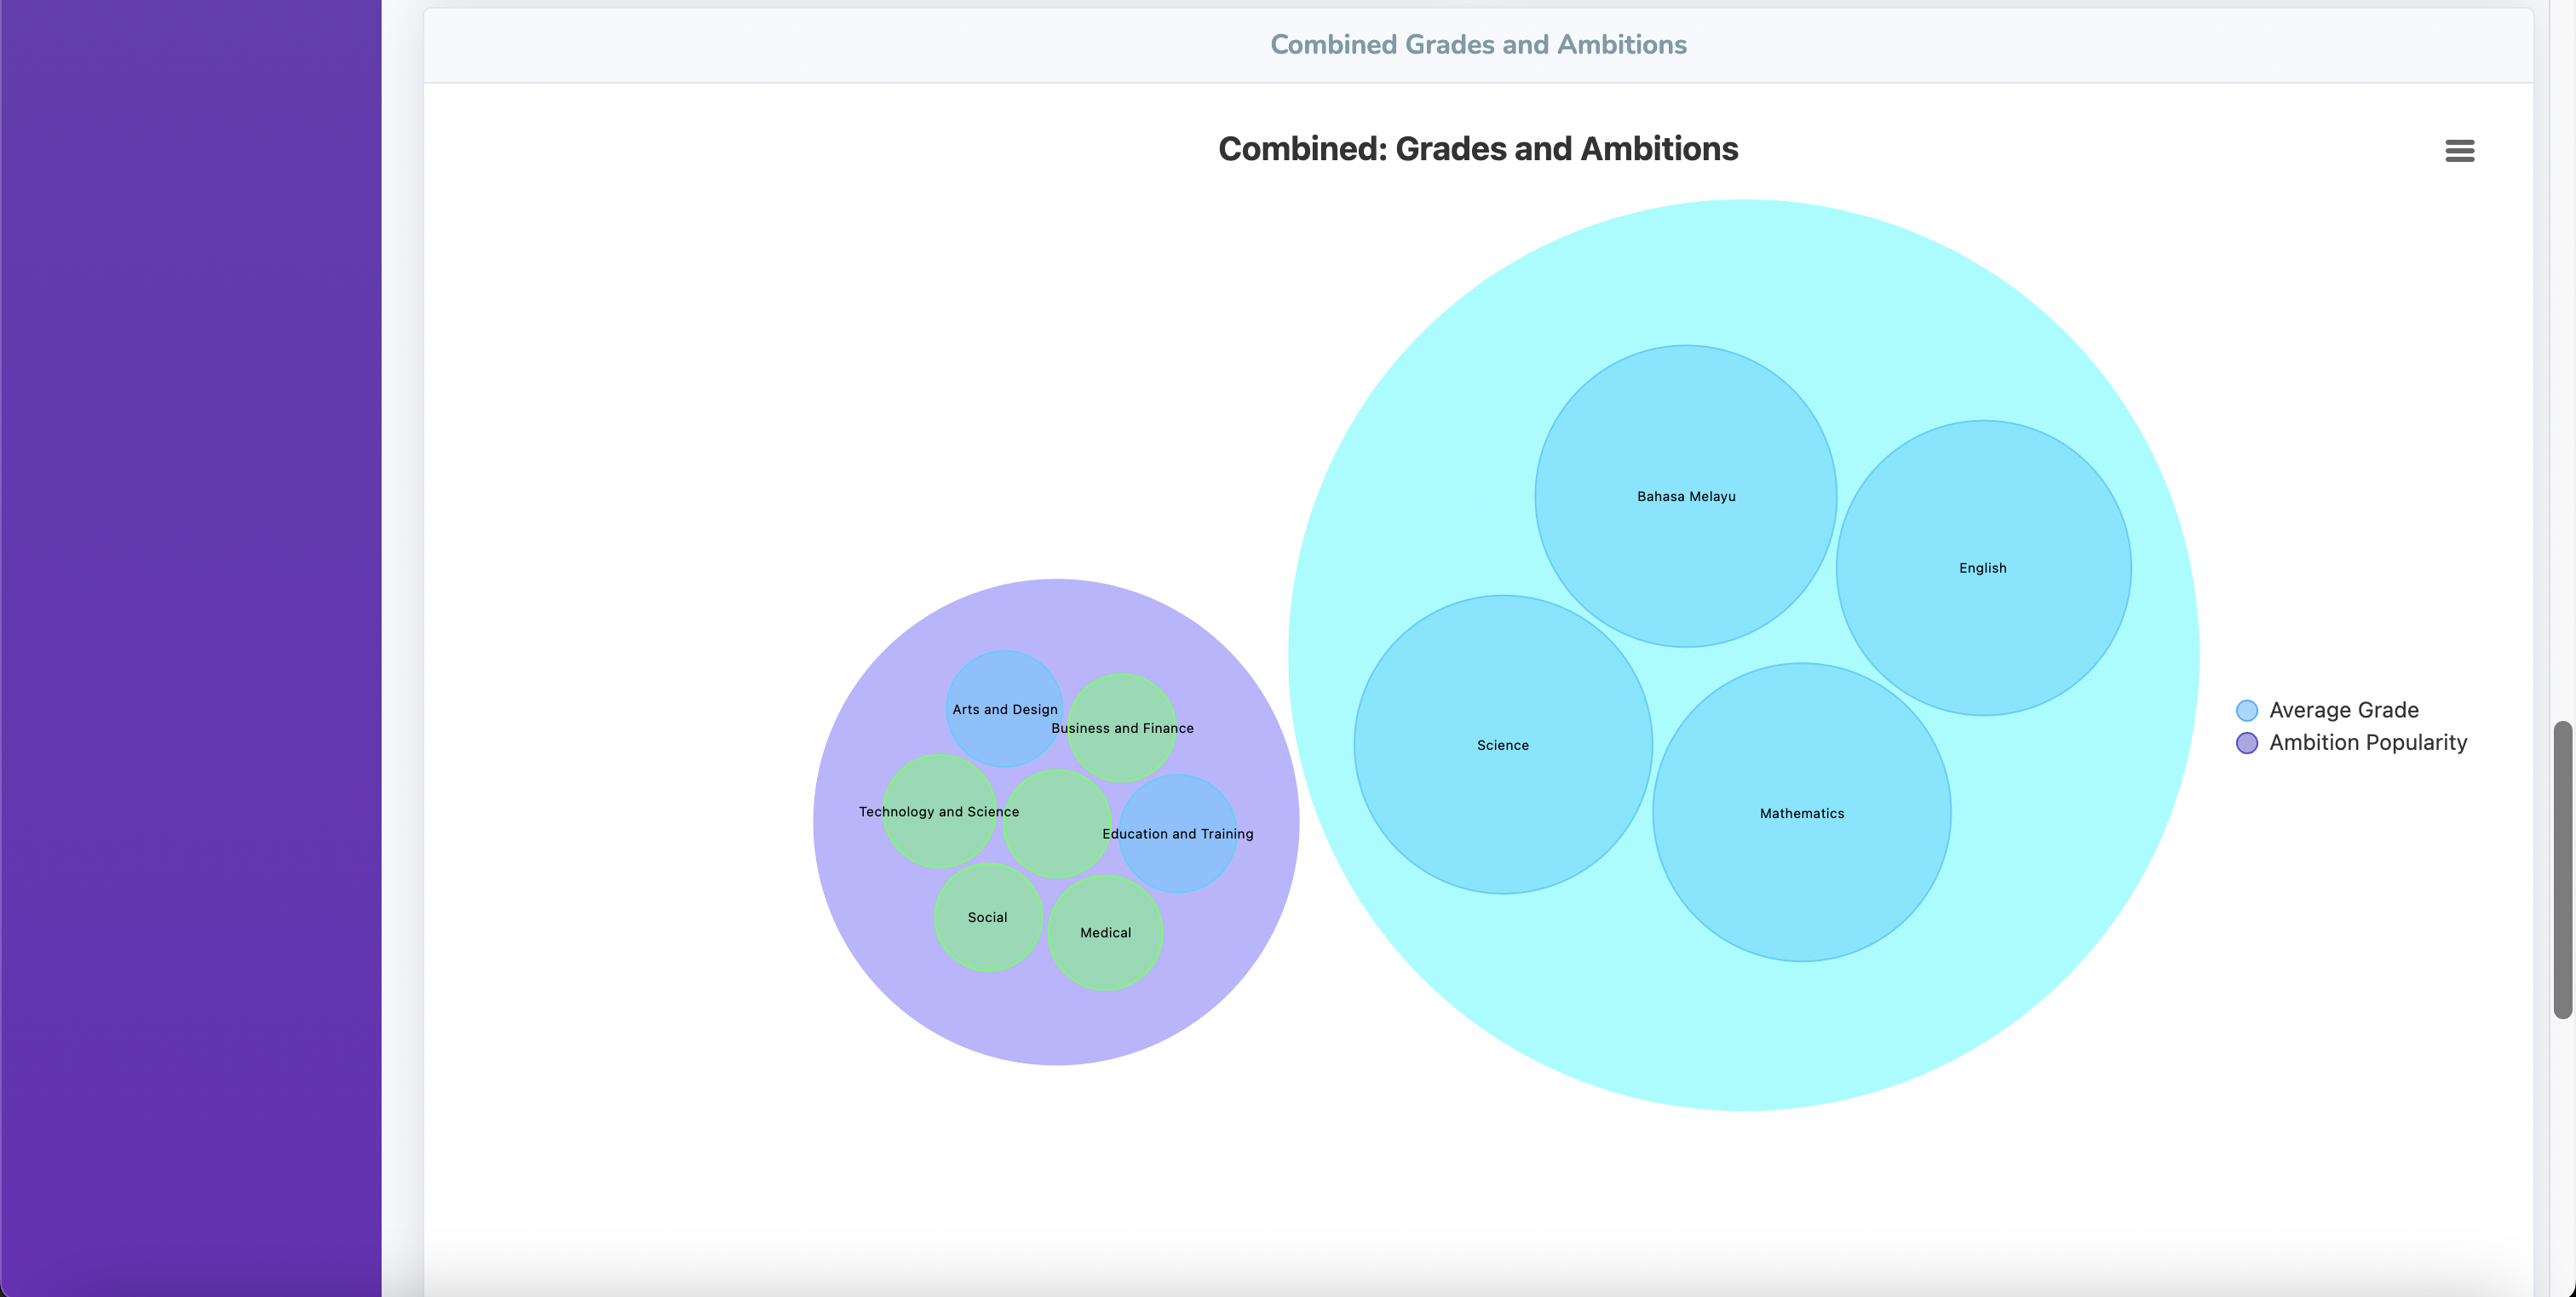 Combined Grades and Ambitions
Combined: Grades and Ambitions
Bahasa Melayu
English
Science
Mathematics
Arts and Design
Business and Finance
Technology and Science
Education and Training
Social
Medical
Average Grade
Ambition Popularity